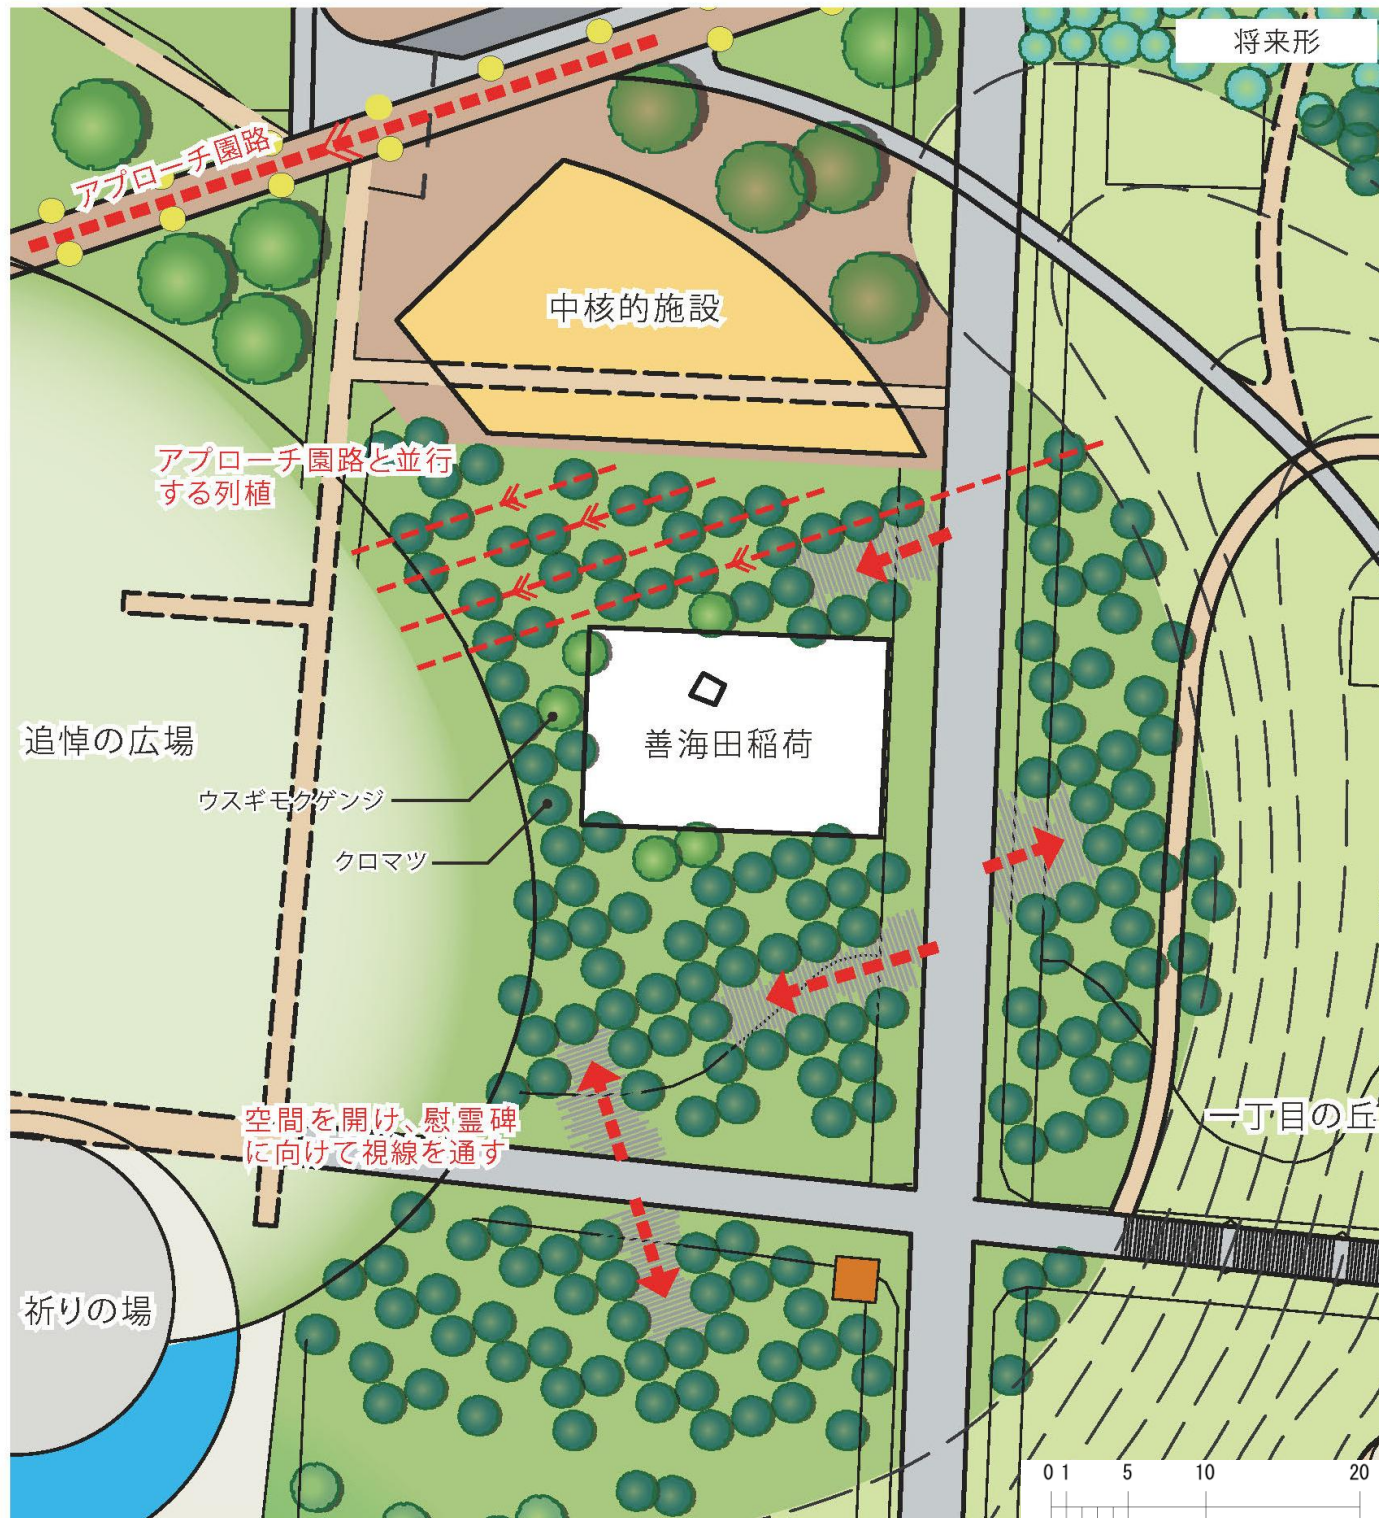 将来形
アプローチ園路
中核的施設
アプローチ園路と並行
する列植
追悼の広場
善海田稲荷
ウスギモクゲンジ
クロマツ
空間を開け、慰霊碑
に向けて視線を通す
一丁目の丘
祈りの場
0 1 5 10 20